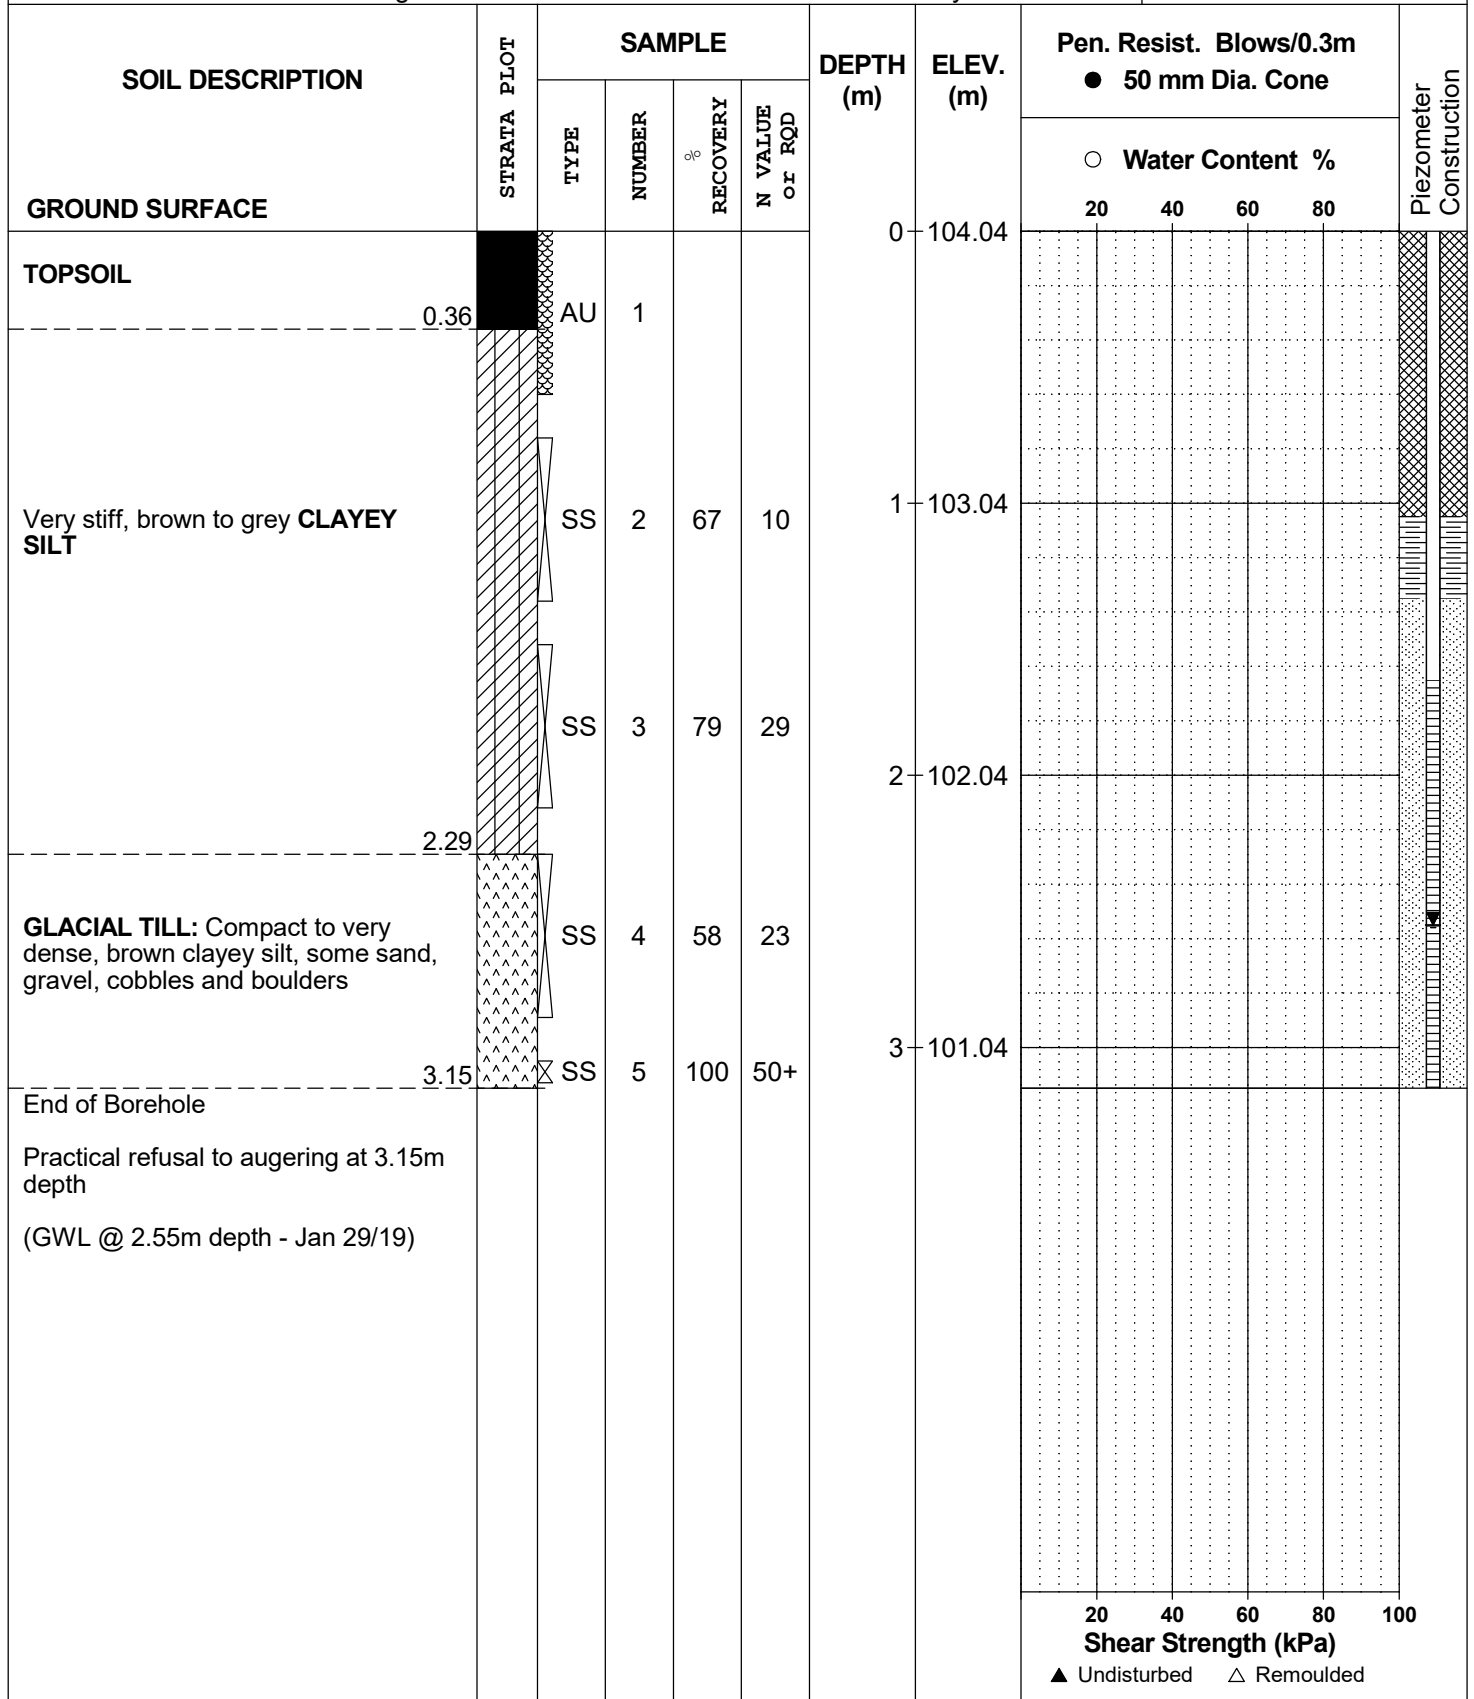 SOIL DESCRIPTION
GROUND SURFACE
STRATA PLOT
SAMPLE
TYPE
NUMBER
% RECOVERY
N VALUE or RQD
DEPTH (m)
ELEV. (m)
Pen. Resist. Blows/0.3m
● 50 mm Dia. Cone
○ Water Content %
20 40 60 80
Piezometer Construction
0 104.04
TOPSOIL
0.36
AU 1
Very stiff, brown to grey CLAYEY
SILT
SS 2 67 10
1 103.04
SS 3 79 29
2 102.04
2.29
GLACIAL TILL: Compact to very
dense, brown clayey silt, some sand,
gravel, cobbles and boulders
SS 4 58 23
3 101.04
3.15
SS 5 100 50+
End of Borehole
Practical refusal to augering at 3.15m
depth
(GWL @ 2.55m depth - Jan 29/19)
20 40 60 80 100
Shear Strength (kPa)
▲ Undisturbed △ Remoulded